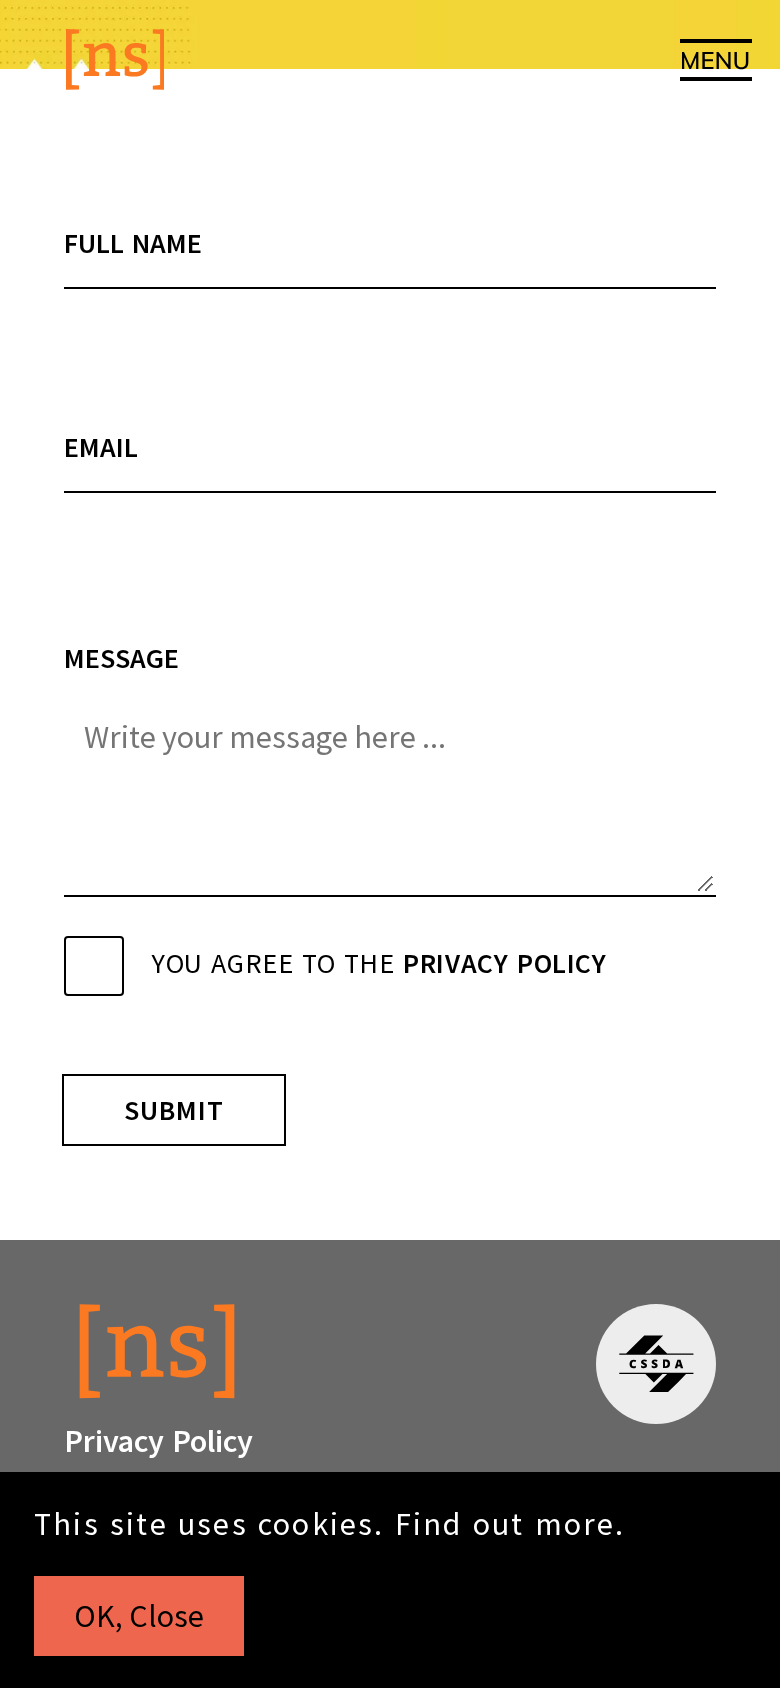 [ns]
MENU
FULL NAME
EMAIL
MESSAGE
Write your message here ...
YOU AGREE TO THE PRIVACY POLICY
SUBMIT
[ns]
CSSDA
Privacy Policy
This site uses cookies. Find out more.
OK, Close